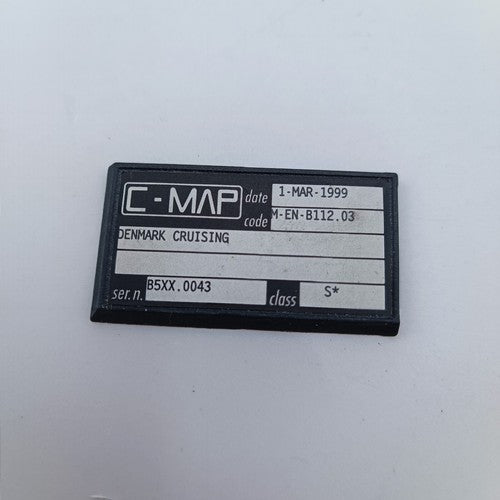 C-MAP date 1-MAR-1999
code M-EN-B112.03
DENMARK CRUISING
ser.n. B5XX.0043 class S*